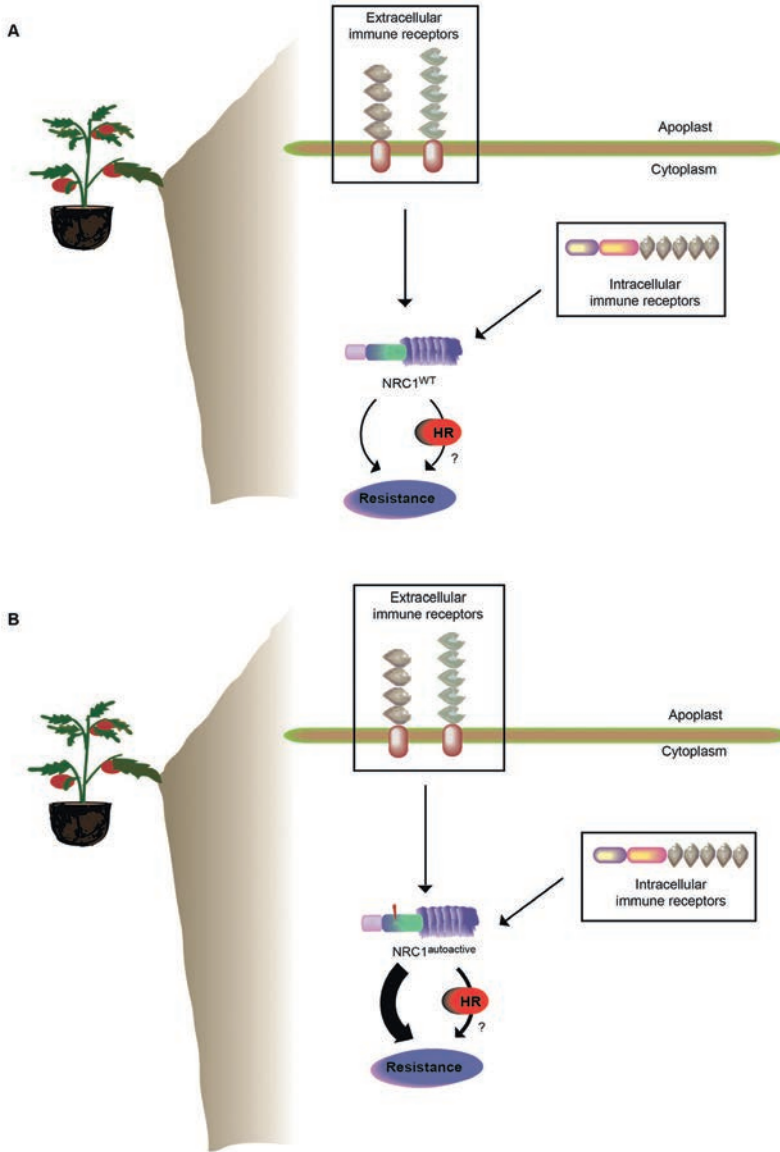 A
Extracellular
immune receptors
Apoplast
Cytoplasm
Intracellular
immune receptors
NRC1WT
HR
?
Resistance
B
Extracellular
immune receptors
Apoplast
Cytoplasm
Intracellular
immune receptors
NRC1autoactive
HR
?
Resistance